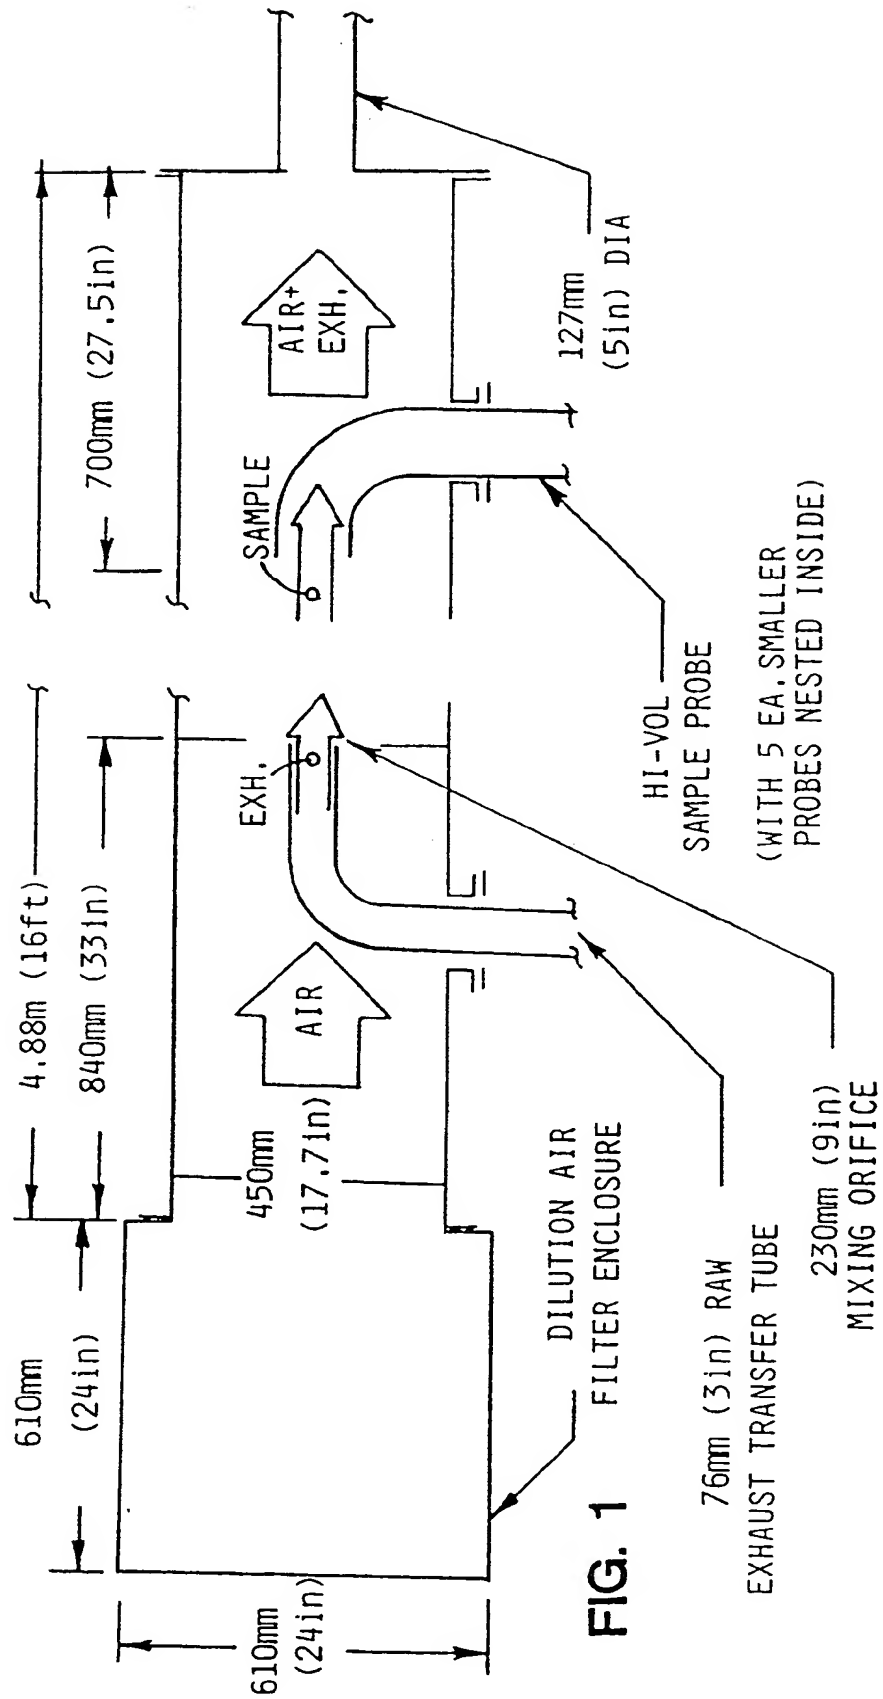 610mm
(24in)
4.88m (16ft)
840mm (33in)
700mm (27.5in)
610mm
(24in)
450mm
(17.7in)
AIR
EXH.
SAMPLE
AIR+
EXH.
127mm
(5in) DIA
HI-VOL
SAMPLE PROBE
(WITH 5 EA. SMALLER
PROBES NESTED INSIDE)
DILUTION AIR
FILTER ENCLOSURE
76mm (3in) RAW
EXHAUST TRANSFER TUBE
230mm (9in)
MIXING ORIFICE
FIG. 1